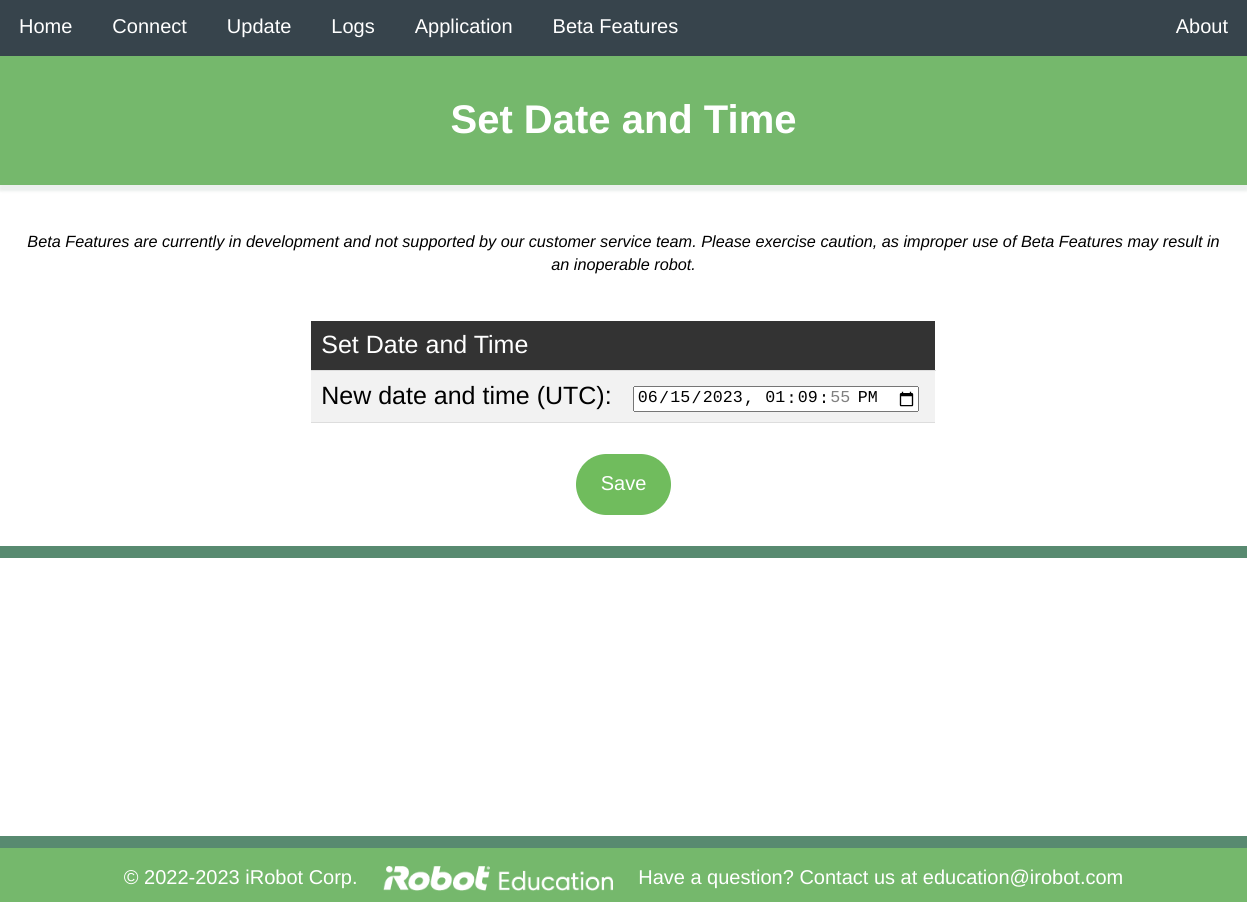 Home Connect Update Logs Application Beta Features About
Set Date and Time
Beta Features are currently in development and not supported by our customer service team. Please exercise caution, as improper use of Beta Features may result in
an inoperable robot.
Set Date and Time
New date and time (UTC): 06/15/2023, 01:09:55 PM
Save
© 2022-2023 iRobot Corp. iRobot Education Have a question? Contact us at education@irobot.com